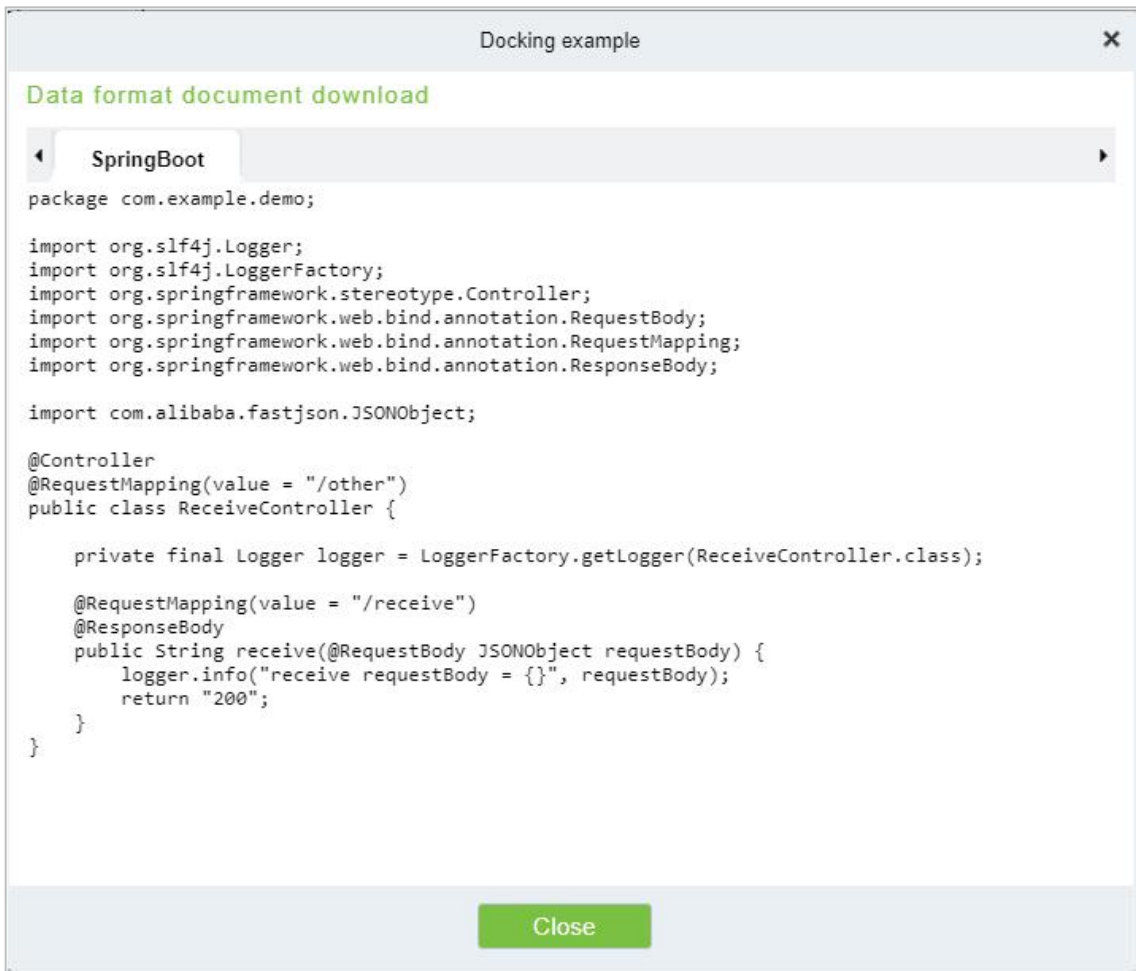 Docking example
Data format document download
SpringBoot
package com.example.demo;
import org.slf4j.Logger;
import org.slf4j.LoggerFactory;
import org.springframework.stereotype.Controller;
import org.springframework.web.bind.annotation.RequestBody;
import org.springframework.web.bind.annotation.RequestMapping;
import org.springframework.web.bind.annotation.ResponseBody;
import com.alibaba.fastjson.JSONObject;
@Controller
@RequestMapping(value = "/other")
public class ReceiveController {
    private final Logger logger = LoggerFactory.getLogger(ReceiveController.class);
    @RequestMapping(value = "/receive")
    @ResponseBody
    public String receive(@RequestBody JSONObject requestBody) {
        logger.info("receive requestBody = {}", requestBody);
        return "200";
    }
}
Close